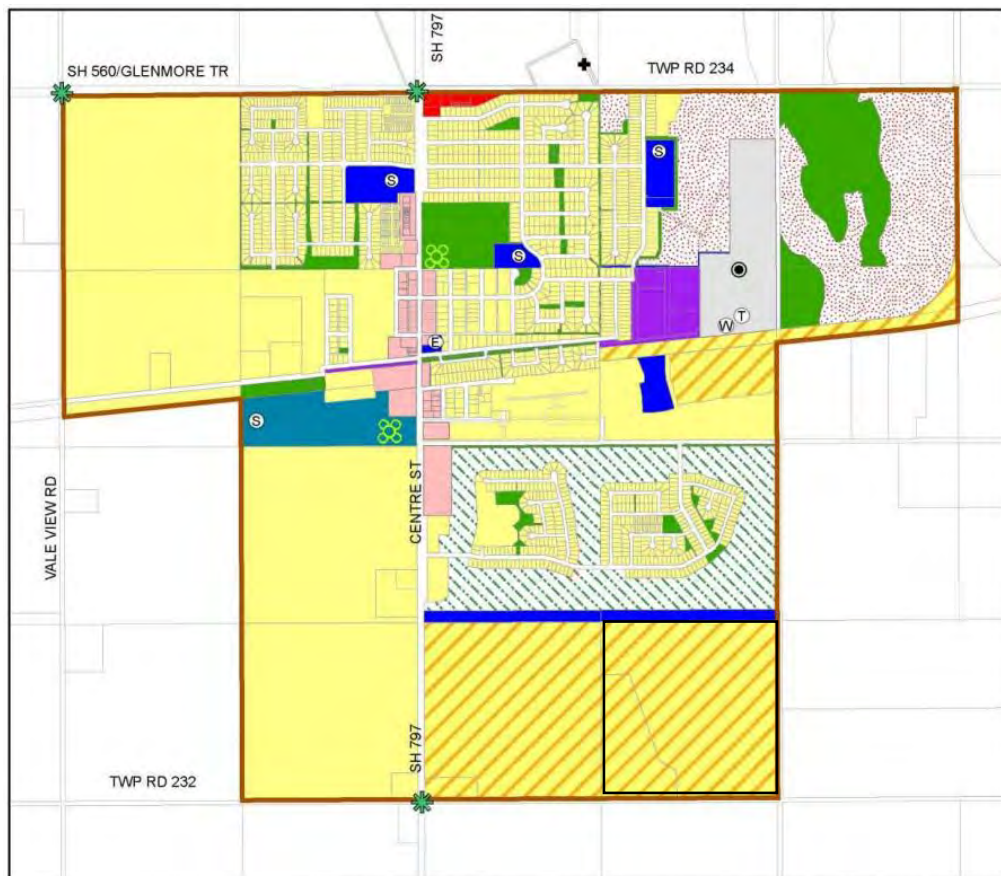 SH 797
SH 560/GLENMORE TR
TWP RD 234
S
S
S
T
W
E
S
VALE VIEW RD
CENTRE ST
SH 797
TWP RD 232